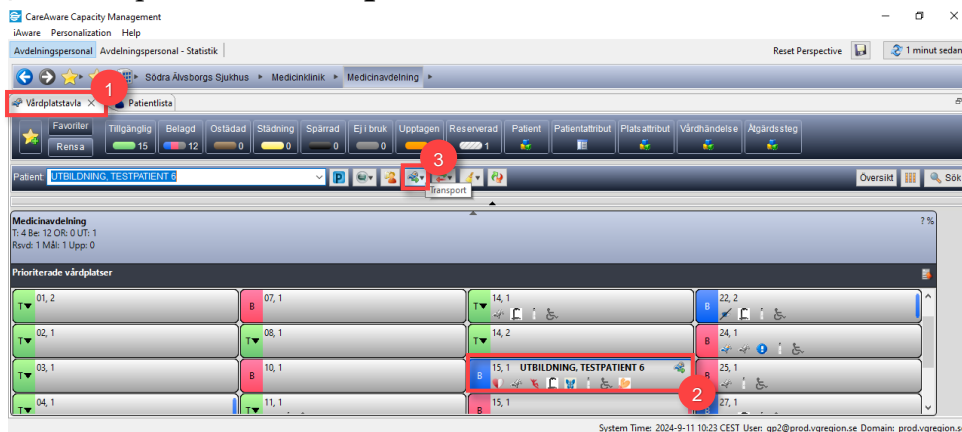 CareAware Capacity Management
iAware Personalization Help
Avdelningspersonal Avdelningspersonal - Statistik Reset Perspective 1 minut sedan
Södra Älvsborgs Sjukhus Medicinklinik Medicinavdelning
1
Vårdplatstavla Patientlista
Favoriter Tillgänglig Belagd Ostädad Städning Spärrad Ej i bruk Upptagen Reserverad Patient Patientattribut Platsattribut Vårdhändelse Åtgärdssteg
Rensa 15 12 0 0 0 0 1
3
Patient: UTBILDNING, TESTPATIENT 6 P Översikt Sök
Transport
Medicinavdelning ? %
T: 4 Be: 12 OR: 0 UT: 1
Rsvd: 1 Mål: 1 Upp: 0
Prioriterade vårdplatser
T 01, 2 B 07, 1 T 14, 1 B 22, 2
T 02, 1 T 08, 1 T 14, 2 B 24, 1
T 03, 1 B 10, 1 B 15, 1 UTBILDNING, TESTPATIENT 6 B 25, 1
2
T 04, 1 T 11, 1 B 15, 1 27, 1
System Time: 2024-9-11 10:23 CEST User: gp2@prod.vgregion.se Domain: prod.vgregion.se